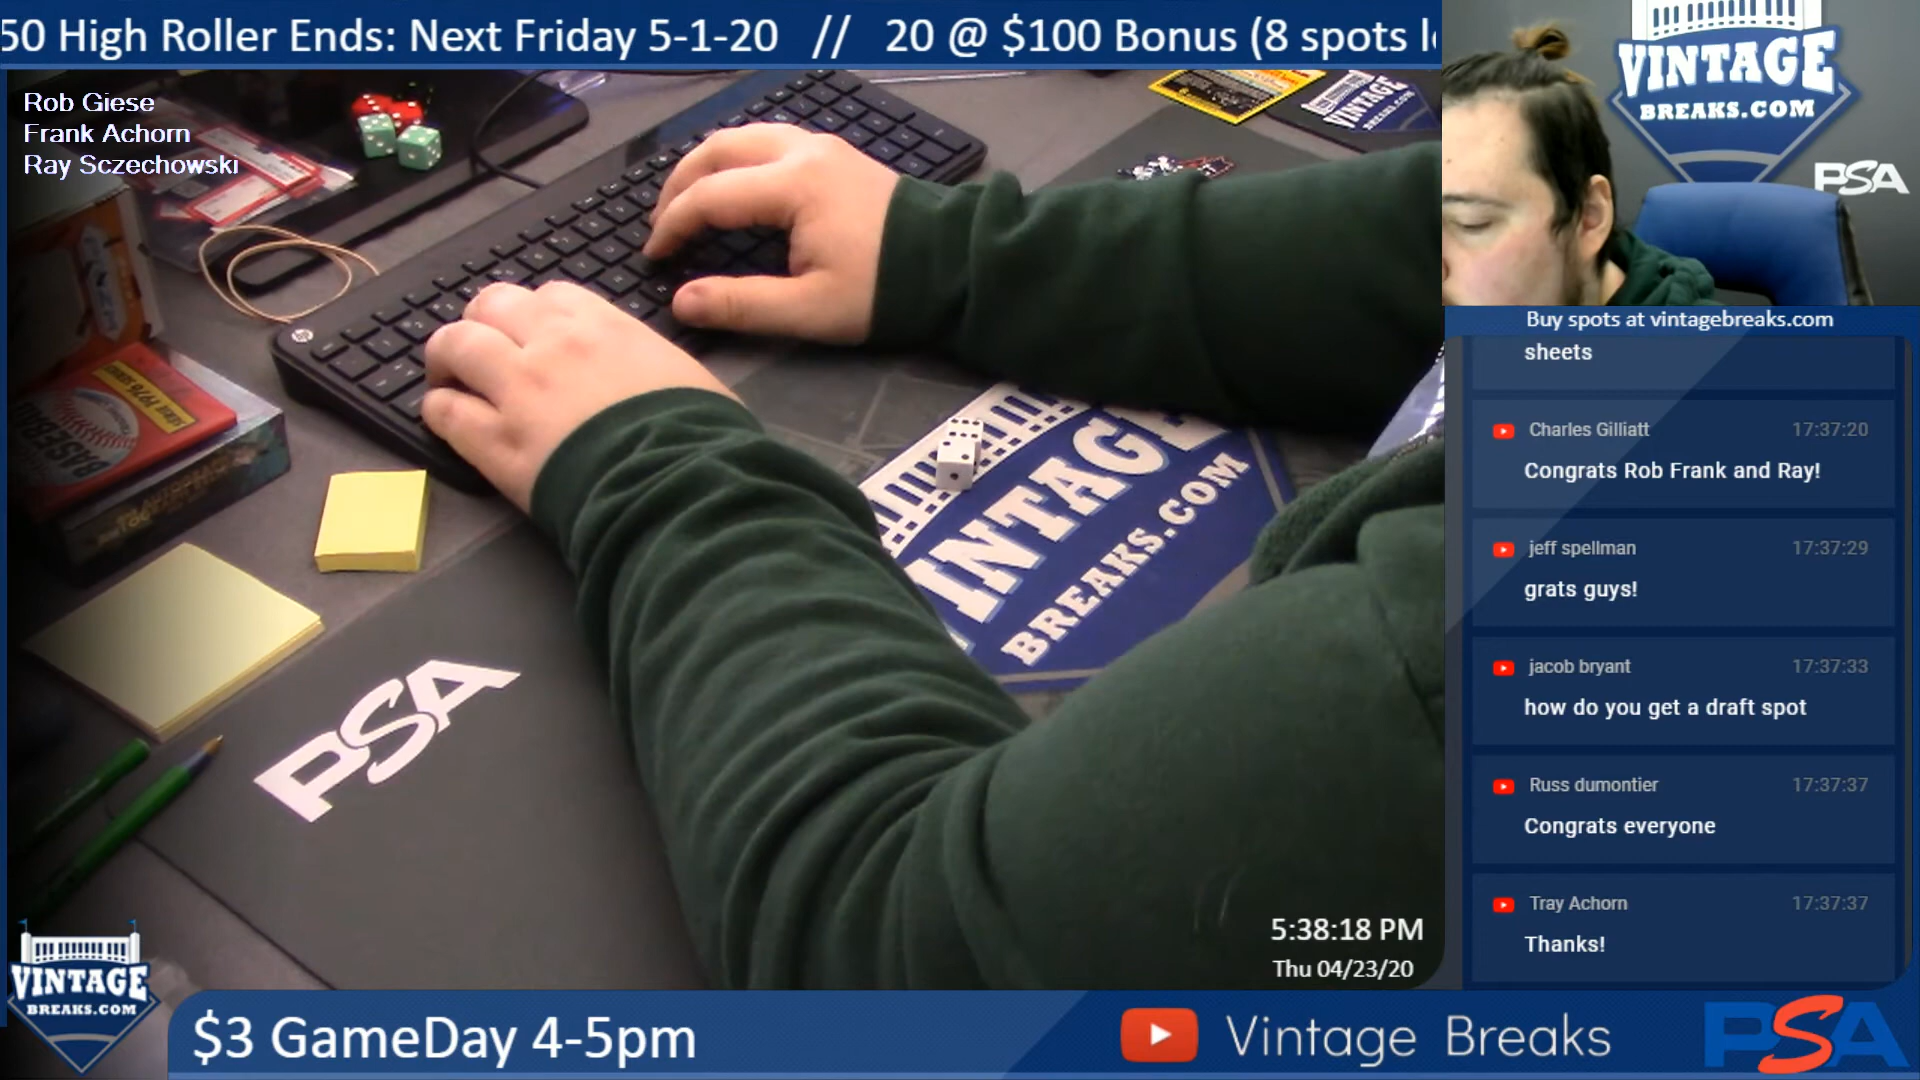 50 High Roller Ends: Next Friday 5-1-20 // 20 @ $100 Bonus (8 spots
Rob Giese
Frank Achorn
Ray Sczechowski
VINTAGE
BREAKS.COM
PSA
VINTAGE
SERIES
1976
BASEBALL
INTAGE
BREAKS.COM
PSA
5:38:18 PM
Thu 04/23/20
Buy spots at vintagebreaks.com
sheets
Charles Gilliatt 17:37:20
Congrats Rob Frank and Ray!
jeff spellman 17:37:29
grats guys!
jacob bryant 17:37:33
how do you get a draft spot
Russ dumontier 17:37:37
Congrats everyone
Tray Achorn 17:37:37
Thanks!
VINTAGE
BREAKS.COM
$3 GameDay 4-5pm
Vintage Breaks
PSA